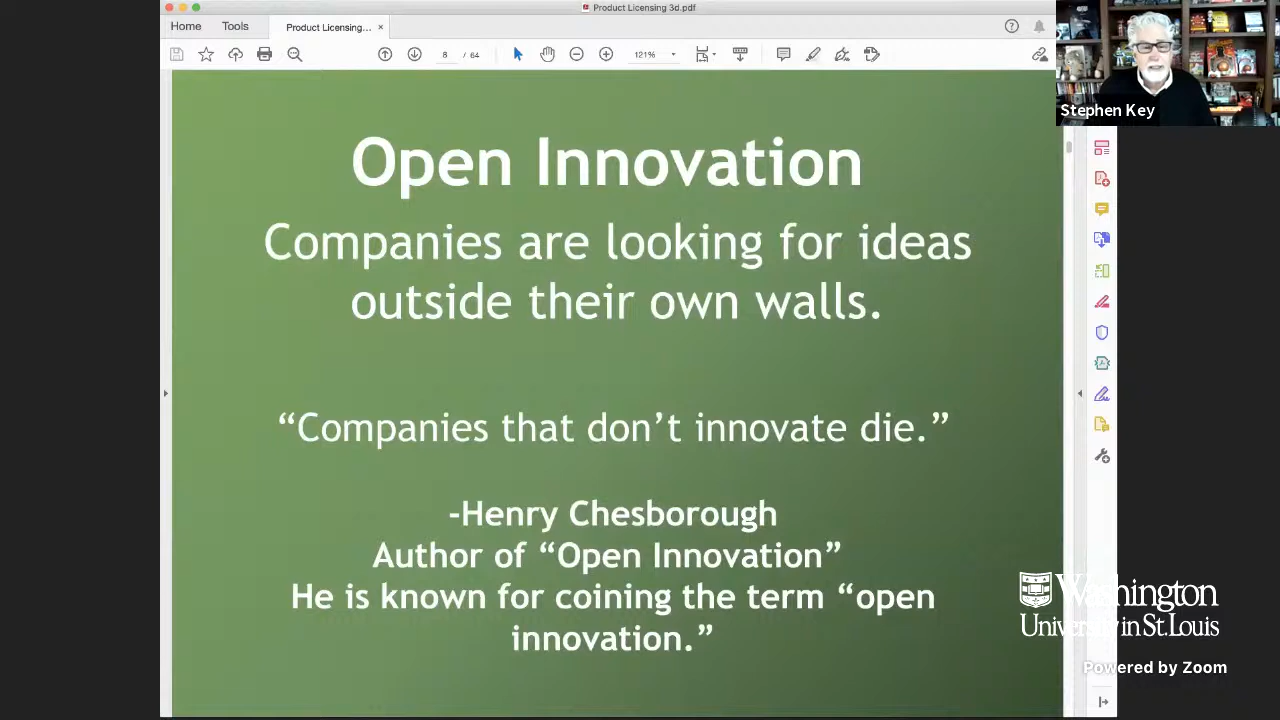 Product Licensing 3d.pdf
Home
Tools
Product Licensing...
×
8 / 64
121%
Stephen Key
Open Innovation
Companies are looking for ideas
outside their own walls.
“Companies that don’t innovate die.”
-Henry Chesborough
Author of “Open Innovation”
He is known for coining the term “open
innovation.”
Washington
University in St. Louis
Powered by Zoom